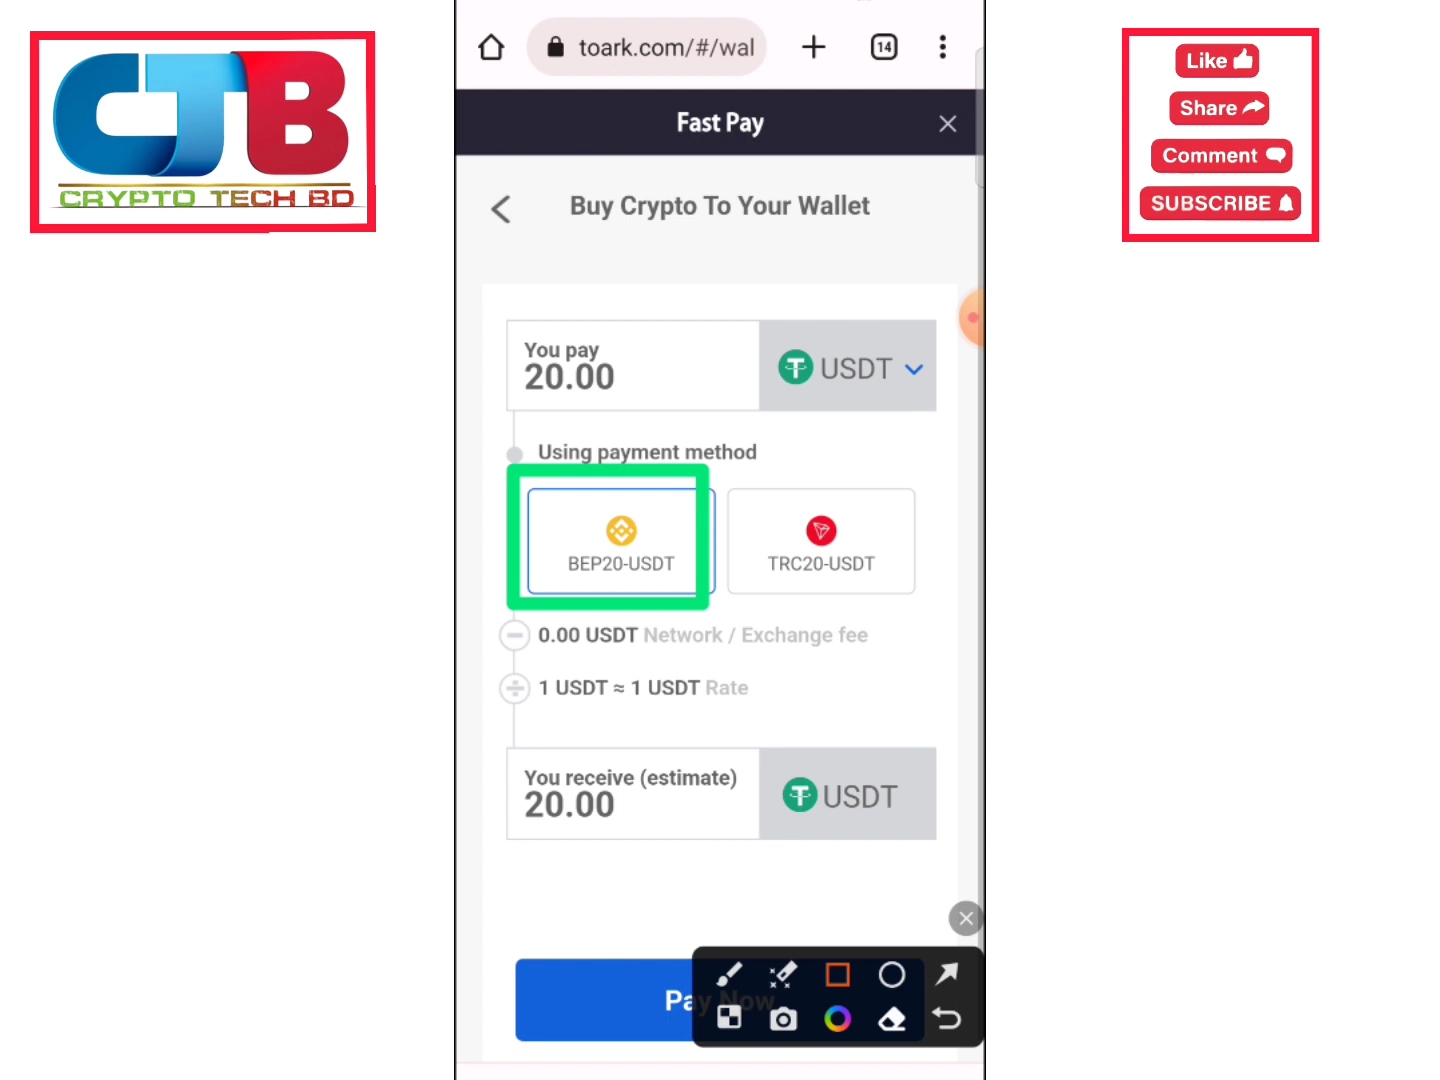 CTB
CRYPTO TECH BD
toark.com/#/wal
14
Fast Pay
Buy Crypto To Your Wallet
You pay
20.00
USDT
Using payment method
BEP20-USDT
TRC20-USDT
0.00 USDT Network / Exchange fee
1 USDT ≈ 1 USDT Rate
You receive (estimate)
20.00
USDT
Pay Now
Like
Share
Comment
SUBSCRIBE